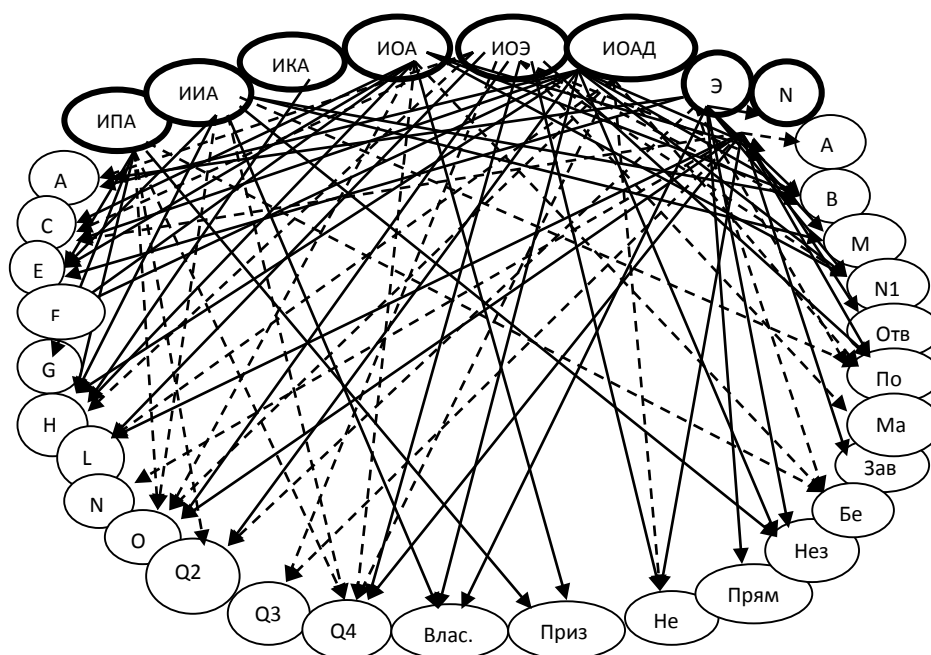 ИПА
ИИА
ИКА
ИОА
ИОЭ
ИОАД
Э
N
A
B
M
N1
Отв
По
Ма
Зав
Бе
Нез
Прям
Не
Приз
Влас.
Q4
Q3
Q2
O
N
L
H
G
F
E
C
A